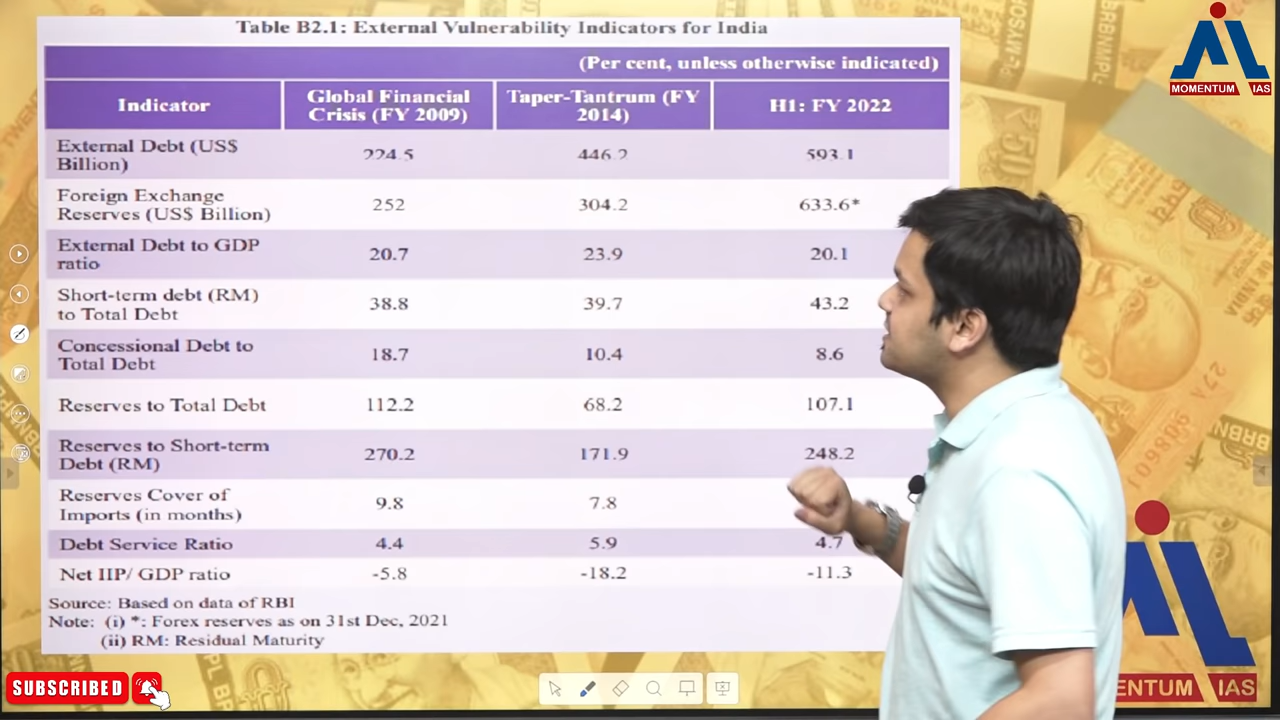 Table B2.1: External Vulnerability Indicators for India
(Per cent, unless otherwise indicated)
Indicator Global Financial Crisis (FY 2009) Taper-Tantrum (FY 2014) H1: FY 2022
External Debt (US$ Billion) 224.5 446.2 593.1
Foreign Exchange Reserves (US$ Billion) 252 304.2 633.6*
External Debt to GDP ratio 20.7 23.9 20.1
Short-term debt (RM) to Total Debt 38.8 39.7 43.2
Concessional Debt to Total Debt 18.7 10.4 8.6
Reserves to Total Debt 112.2 68.2 107.1
Reserves to Short-term Debt (RM) 270.2 171.9 248.2
Reserves Cover of Imports (in months) 9.8 7.8
Debt Service Ratio 4.4 5.9 4.7
Net IIP/ GDP ratio -5.8 -18.2 -11.3
Source: Based on data of RBI
Note: (i) *: Forex reserves as on 31st Dec, 2021
(ii) RM: Residual Maturity
MOMENTUM IAS
ENTUM IAS
SUBSCRIBED